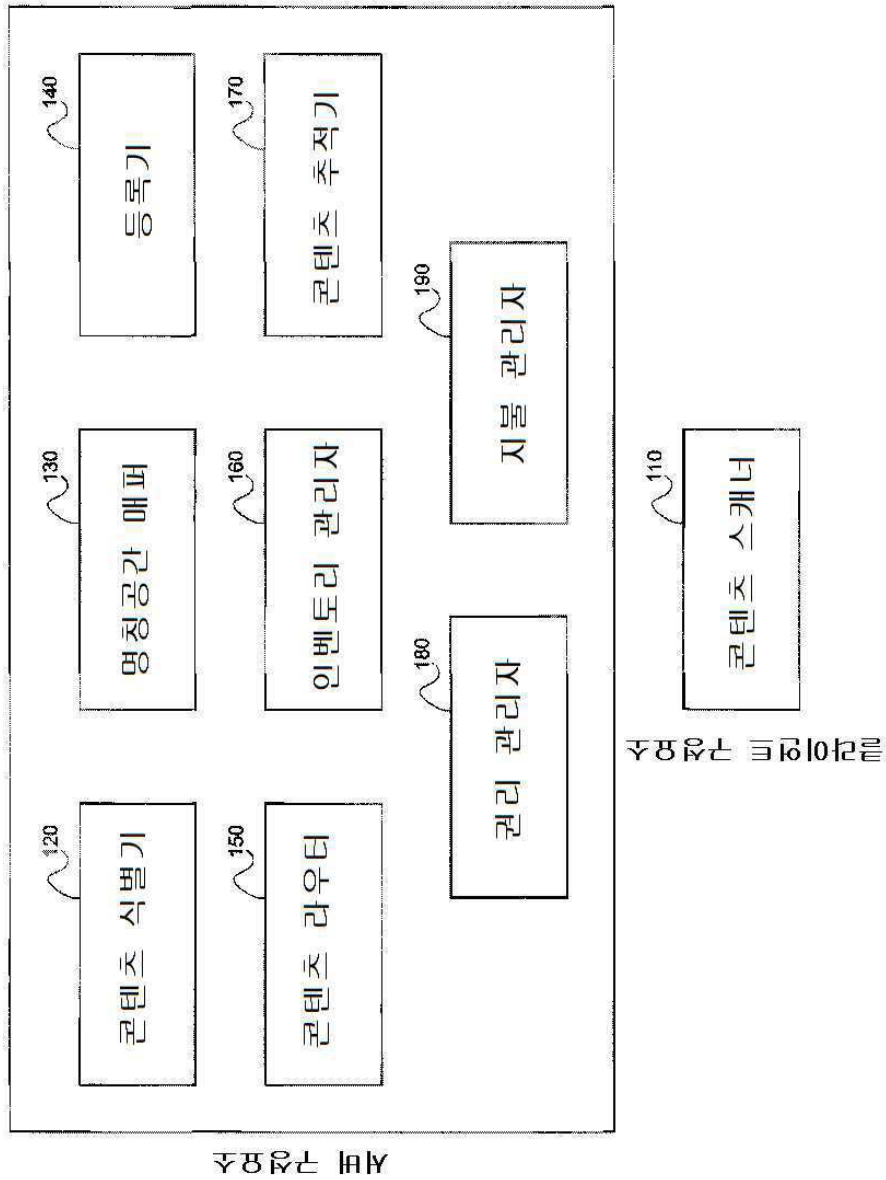 서버 구성요소
120
콘텐츠 식별기
130
명칭공간 매퍼
140
등록기
150
콘텐츠 라우터
160
인벤토리 관리자
170
콘텐츠 추적기
180
권리 관리자
190
지불 관리자
클라이언트 구성요소
110
콘텐츠 스캐너